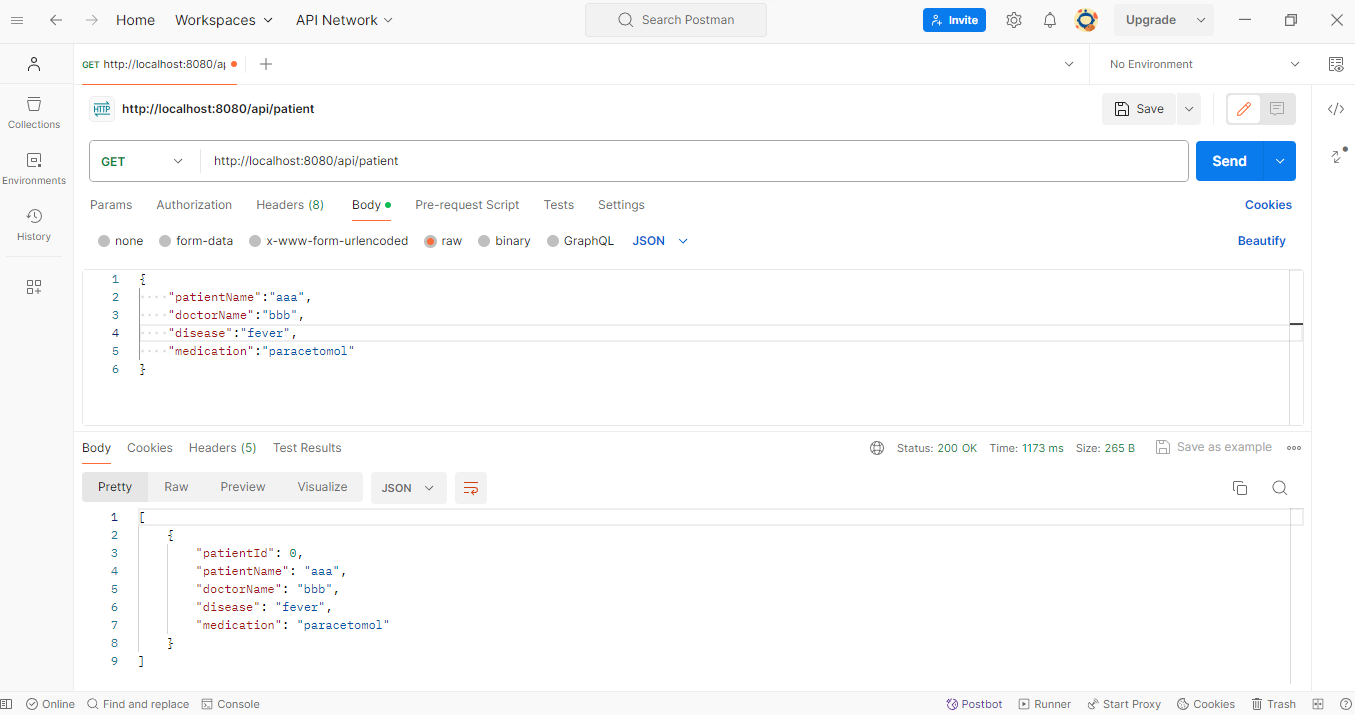 Home Workspaces API Network Search Postman Invite Upgrade
GET http://localhost:8080/ap No Environment
HTTP http://localhost:8080/api/patient Save
GET http://localhost:8080/api/patient Send
Params Authorization Headers (8) Body Pre-request Script Tests Settings Cookies
none form-data x-www-form-urlencoded raw binary GraphQL JSON Beautify
Collections
Environments
History
1 {
2 "patientName":"aaa",
3 "doctorName":"bbb",
4 "disease":"fever",
5 "medication":"paracetomol"
6 }
Body Cookies Headers (5) Test Results Status: 200 OK Time: 1173 ms Size: 265 B Save as example
Pretty Raw Preview Visualize JSON
1 [
2 {
3 "patientId": 0,
4 "patientName": "aaa",
5 "doctorName": "bbb",
6 "disease": "fever",
7 "medication": "paracetomol"
8 }
9 ]
Online Find and replace Console Postbot Runner Start Proxy Cookies Trash